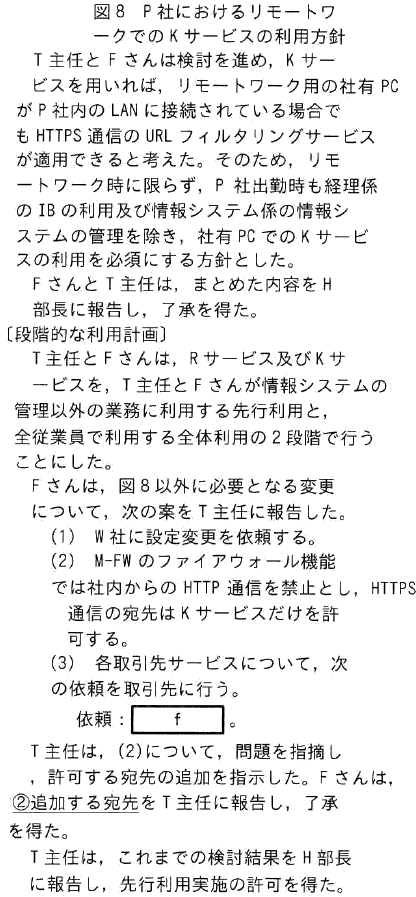 図8 P社におけるリモートワ
ークでのKサービスの利用方針
T主任とFさんは検討を進め，Kサー
ビスを用いれば，リモートワーク用の社有PC
がP社内のLANに接続されている場合で
もHTTPS通信のURLフィルタリングサービス
が適用できると考えた。そのため，リモ
ートワーク時に限らず，P社出勤時も経理係
のIBの利用及び情報システム係の情報シ
ステムの管理を除き，社有PCでのKサービ
スの利用を必須にする方針とした。
FさんとT主任は，まとめた内容をH
部長に報告し，了承を得た。
〔段階的な利用計画〕
T主任とFさんは，Rサービス及びKサ
ービスを，T主任とFさんが情報システムの
管理以外の業務に利用する先行利用と，
全従業員で利用する全体利用の2段階で行う
ことにした。
Fさんは，図8以外に必要となる変更
について，次の案をT主任に報告した。
(1) W社に設定変更を依頼する。
(2) M-FWのファイアウォール機能
では社内からのHTTP通信を禁止とし，HTTPS
通信の宛先はKサービスだけを許
可する。
(3) 各取引先サービスについて，次
の依頼を取引先に行う。
依頼：f。
T主任は，(2)について，問題を指摘し
，許可する宛先の追加を指示した。Fさんは，
②追加する宛先をT主任に報告し，了承
を得た。
T主任は，これまでの検討結果をH部長
に報告し，先行利用実施の許可を得た。